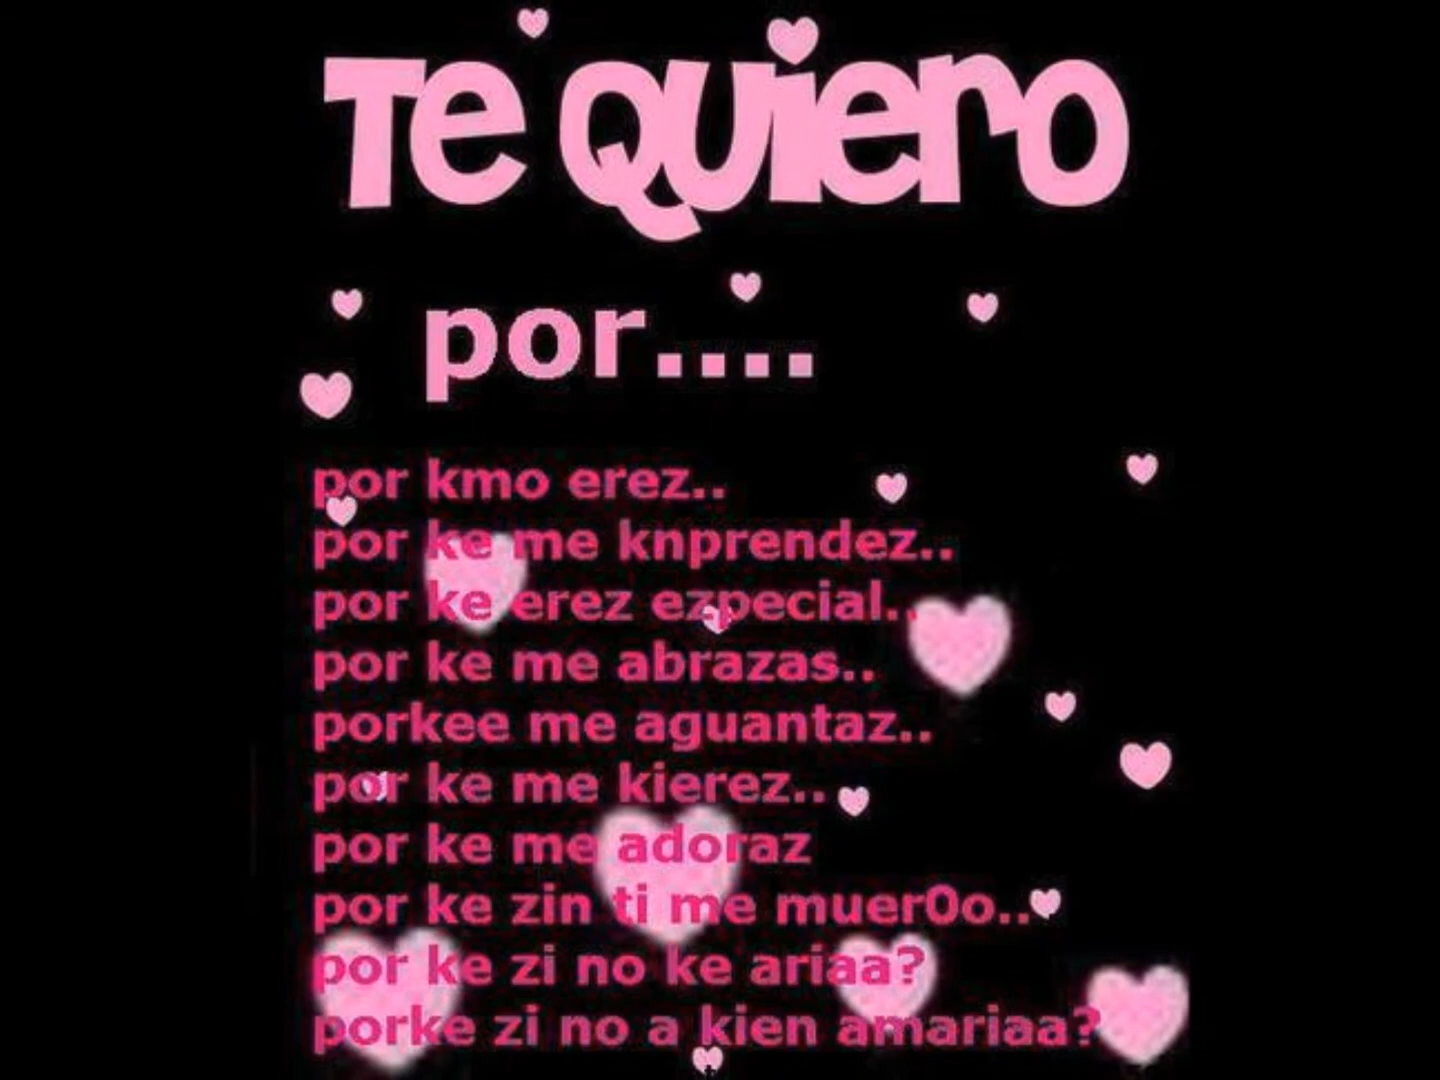 Te Quiero
por....
por kmo erez..
por ke me knprendez..
por ke erez ezpecial..
por ke me abrazas..
porkee me aguantaz..
por ke me kierez..
por ke me adoraz
por ke zin ti me muer0o..
por ke zi no ke ariaa?
porke zi no a kien amariaa?